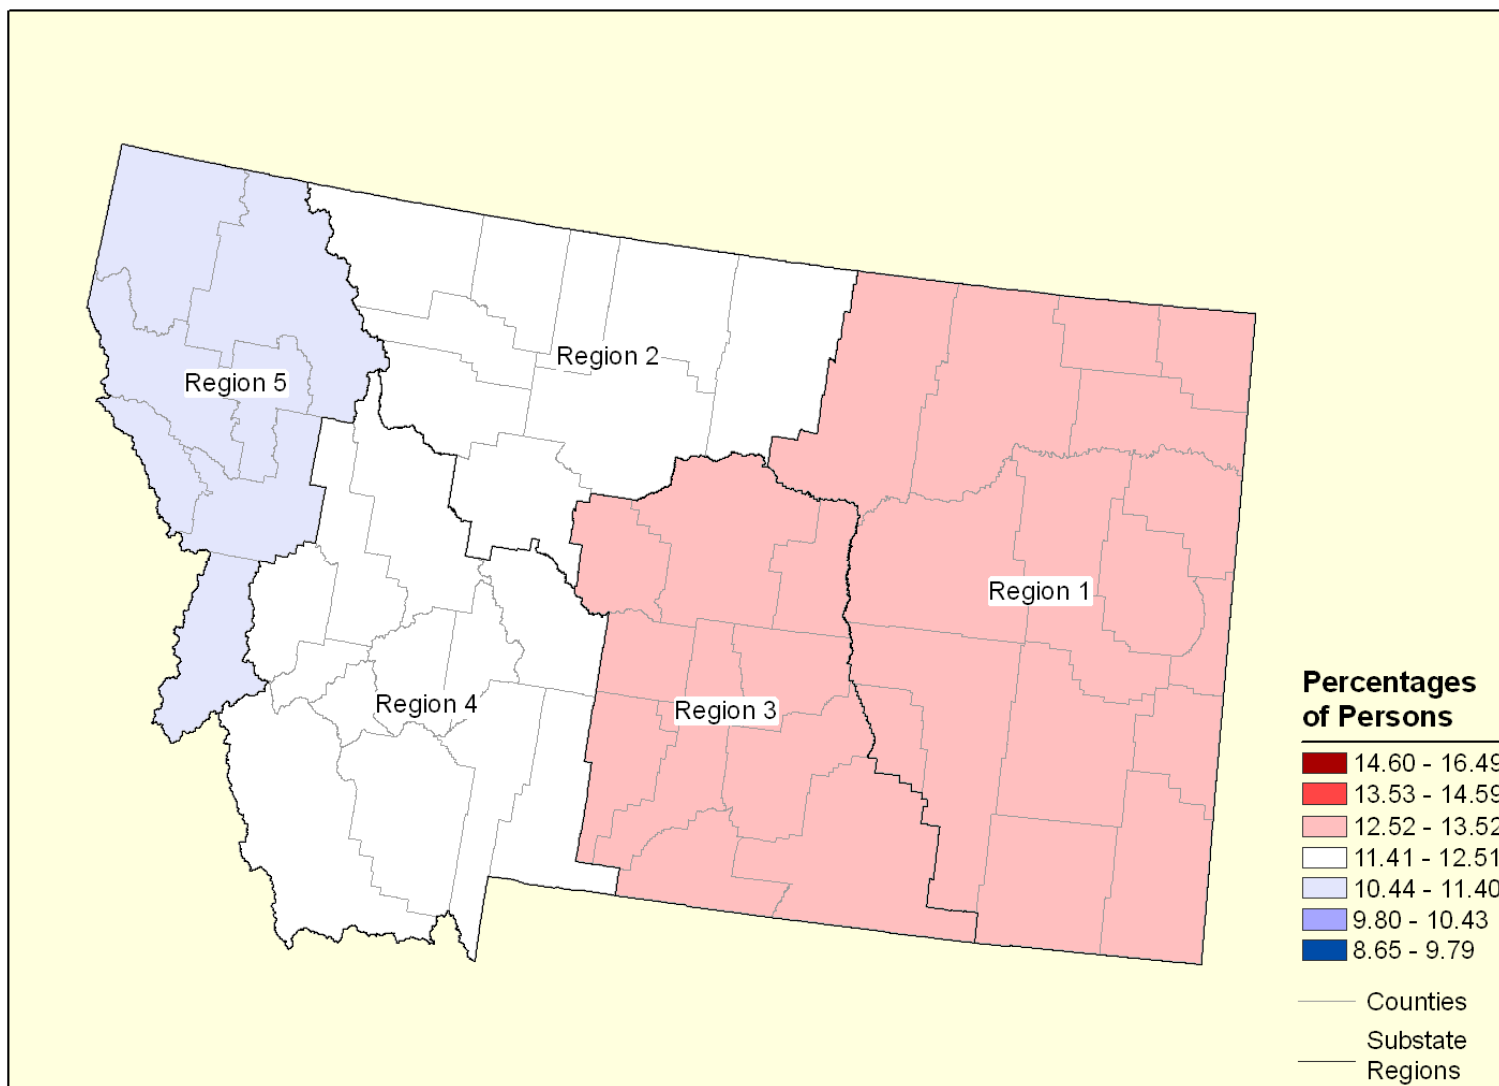 Region 2
Region 5
Region 1
Region 4
Region 3
Percentages
of Persons
14.60 - 16.49
13.53 - 14.59
12.52 - 13.52
11.41 - 12.51
10.44 - 11.40
9.80 - 10.43
8.65 - 9.79
Counties
Substate
Regions